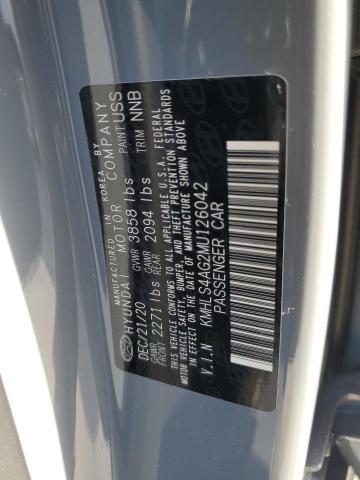 MADE IN KOREA BY
HYUNDAI MOTOR COMPANY
DEC/21/20 GVWR 3858 lbs PAINT USS
GAWR FRONT 2271 lbs GAWR REAR 2094 lbs TRIM NNB
THIS VEHICLE CONFORMS TO ALL APPLICABLE U.S.A. FEDERAL
MOTOR VEHICLE SAFETY, BUMPER, AND THEFT PREVENTION STANDARDS
IN EFFECT ON THE DATE OF MANUFACTURE SHOWN ABOVE.
V.I.N KMHLS4AG2MU126042
PASSENGER CAR